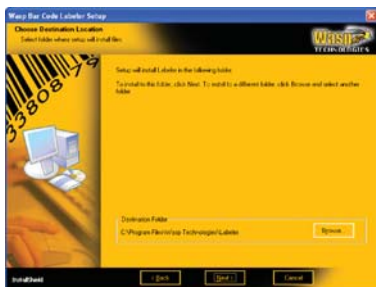 Wasp Bar Code Labeler Setup
Choose Destination Location
Select folder where setup will install files.
Wasp
TECHNOLOGIES
Setup will install Labeler in the following folder.
To install to this folder, click Next. To install to a different folder, click Browse and select another
folder.
3380879
Destination Folder
C:\Program Files\Wasp Technologies\Labeler
Browse...
InstallShield
< Back
Next >
Cancel